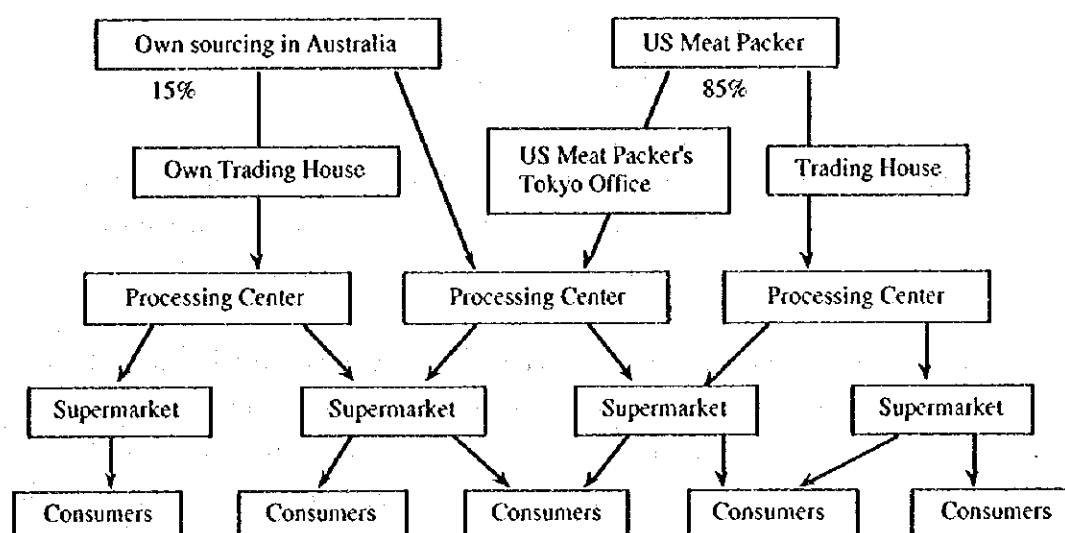 Own sourcing in Australia
US Meat Packer
15%
85%
Own Trading House
US Meat Packer's
Tokyo Office
Trading House
Processing Center
Processing Center
Processing Center
Supermarket
Supermarket
Supermarket
Supermarket
Consumers
Consumers
Consumers
Consumers
Consumers